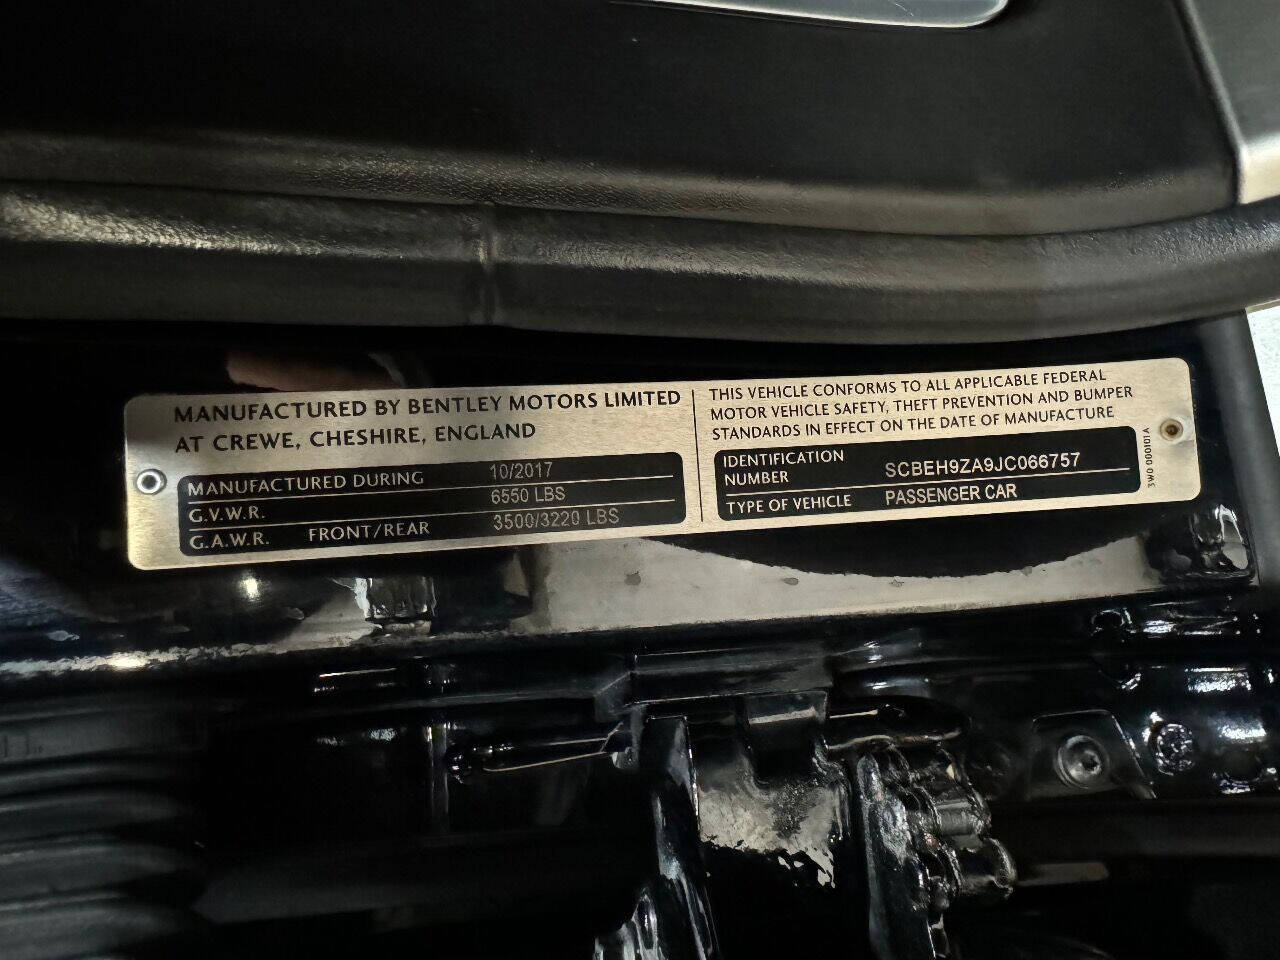 MANUFACTURED BY BENTLEY MOTORS LIMITED
AT CREWE, CHESHIRE, ENGLAND
MANUFACTURED DURING 10/2017
G.V.W.R. 6550 LBS
G.A.W.R. FRONT/REAR 3500/3220 LBS
THIS VEHICLE CONFORMS TO ALL APPLICABLE FEDERAL
MOTOR VEHICLE SAFETY, THEFT PREVENTION AND BUMPER
STANDARDS IN EFFECT ON THE DATE OF MANUFACTURE
IDENTIFICATION
NUMBER SCBEH9ZA9JC066757
TYPE OF VEHICLE PASSENGER CAR
3W0 000101A